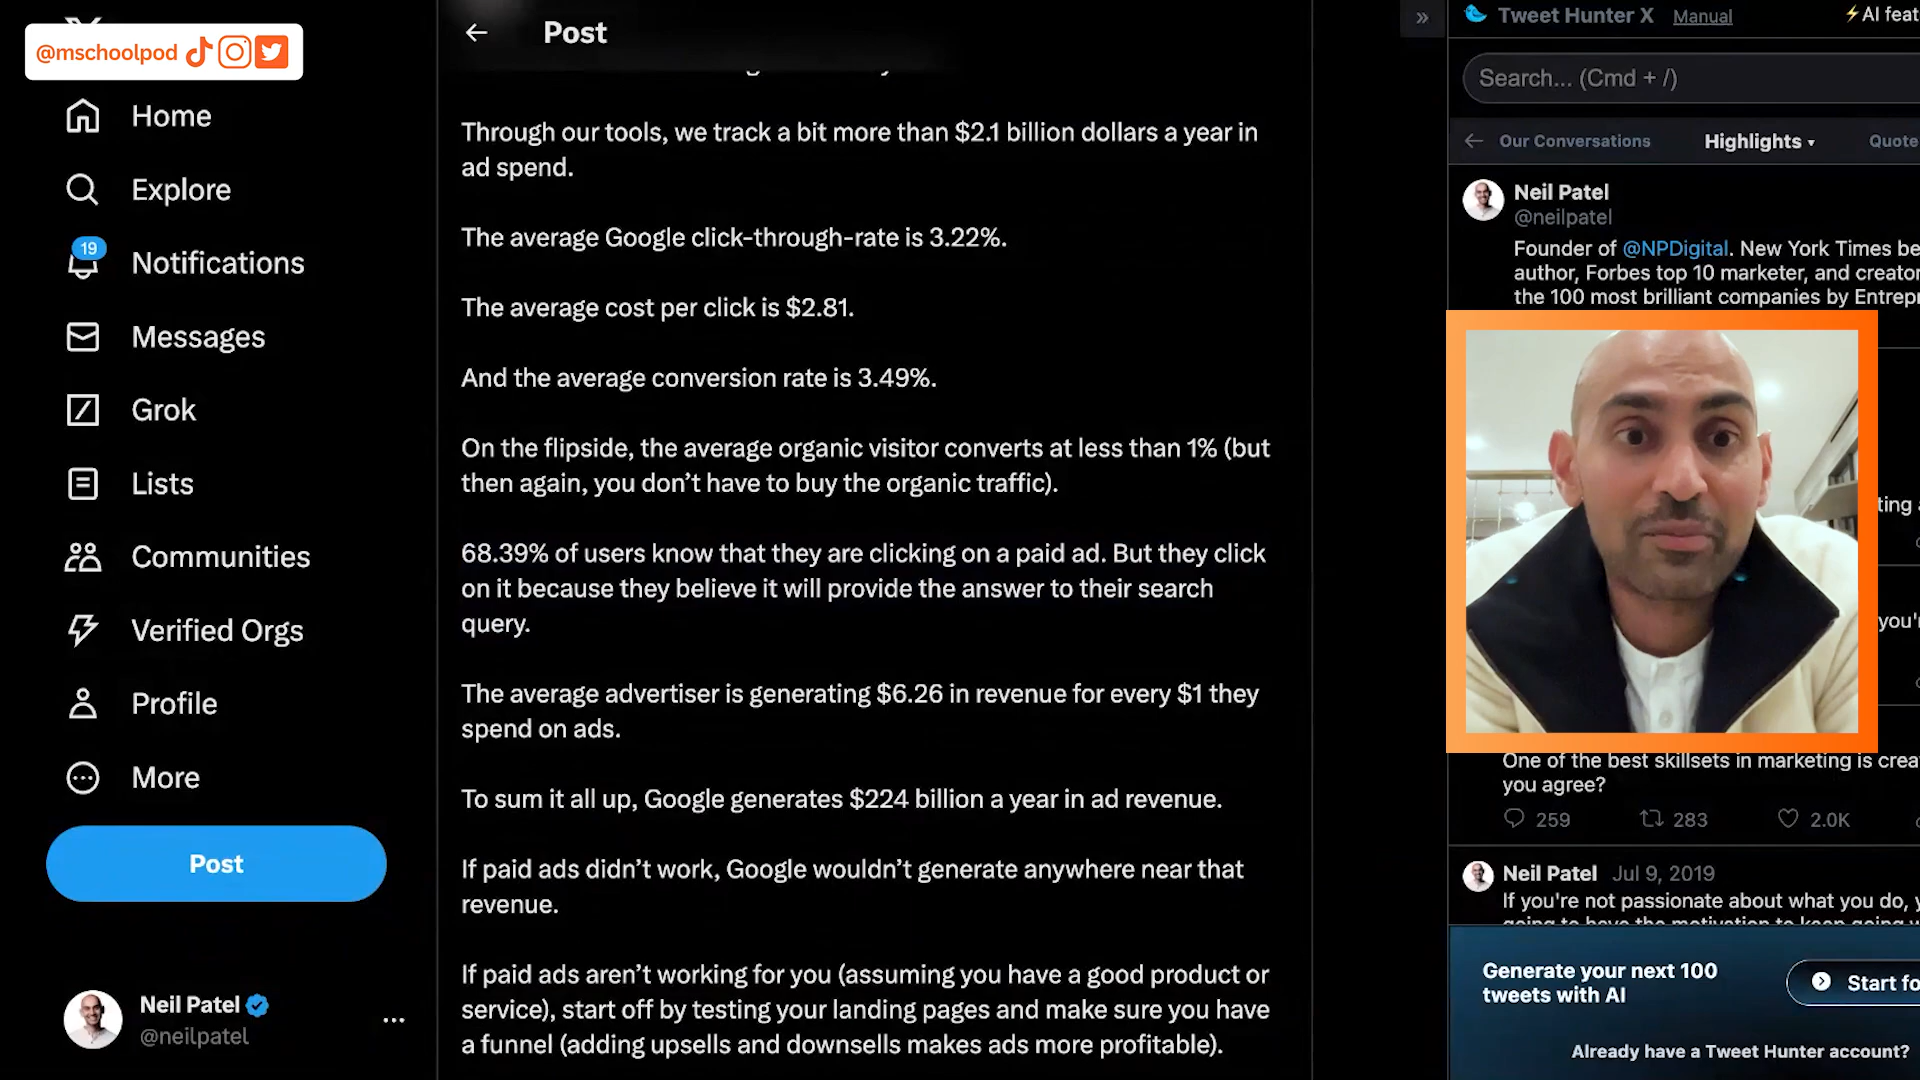 @mschoolpod
Home
Explore
19
Notifications
Messages
Grok
Lists
Communities
Verified Orgs
Profile
More
Post
Neil Patel
@neilpatel
Post
Through our tools, we track a bit more than $2.1 billion dollars a year in
ad spend.
The average Google click-through-rate is 3.22%.
The average cost per click is $2.81.
And the average conversion rate is 3.49%.
On the flipside, the average organic visitor converts at less than 1% (but
then again, you don’t have to buy the organic traffic).
68.39% of users know that they are clicking on a paid ad. But they click
on it because they believe it will provide the answer to their search
query.
The average advertiser is generating $6.26 in revenue for every $1 they
spend on ads.
To sum it all up, Google generates $224 billion a year in ad revenue.
If paid ads didn’t work, Google wouldn’t generate anywhere near that
revenue.
If paid ads aren’t working for you (assuming you have a good product or
service), start off by testing your landing pages and make sure you have
a funnel (adding upsells and downsells makes ads more profitable).
Tweet Hunter X Manual ⚡AI feat
Search... (Cmd + /)
Our Conversations Highlights Quote
Neil Patel
@neilpatel
Founder of @NPDigital. New York Times be
author, Forbes top 10 marketer, and creator
the 100 most brilliant companies by Entrepr
ting
you'r
One of the best skillsets in marketing is crea
you agree?
259 283 2.0K
Neil Patel Jul 9, 2019
If you're not passionate about what you do, y
going to have the motivation to keep going w
Generate your next 100
tweets with AI
Start fo
Already have a Tweet Hunter account?